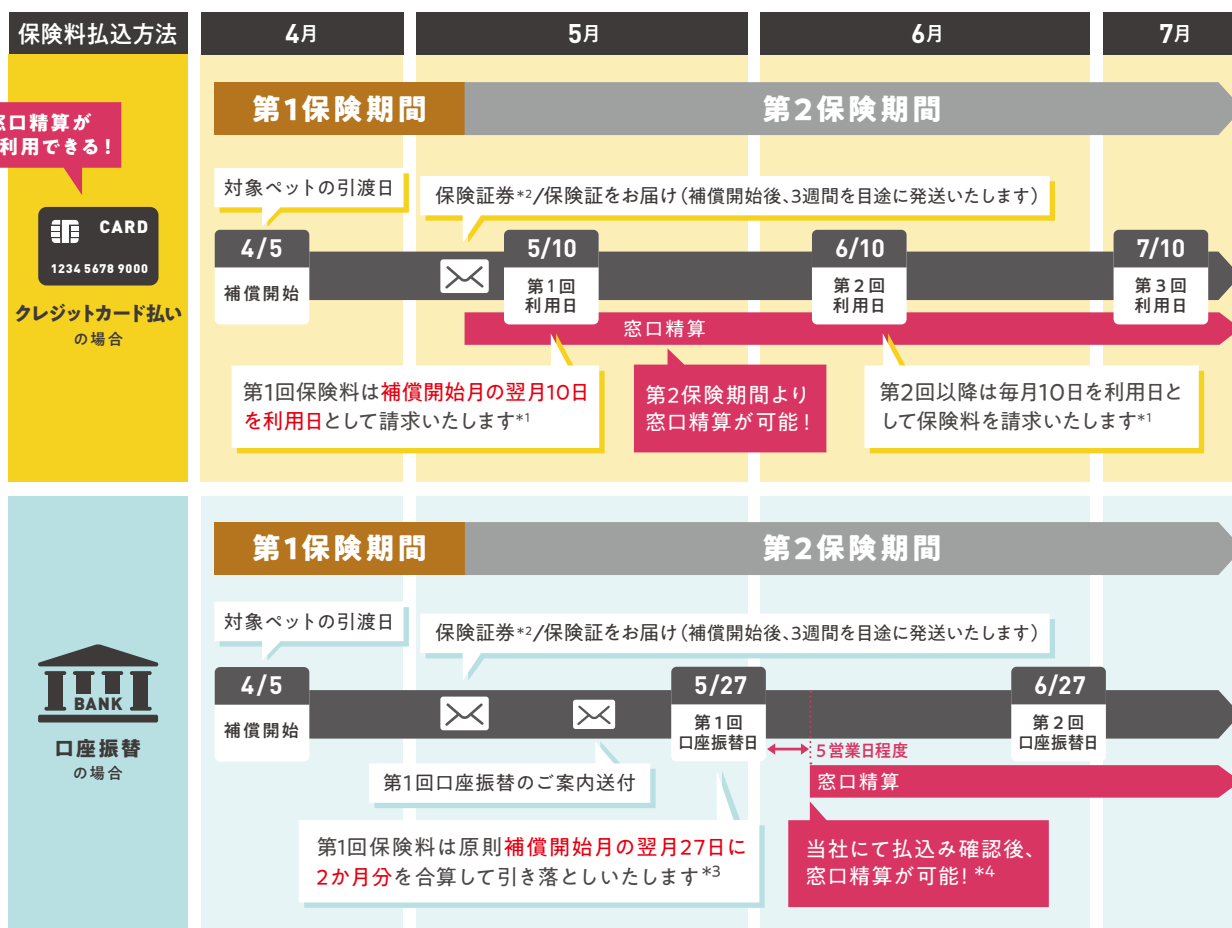 保険料払込方法
4月
5月
6月
7月
第1保険期間
第2保険期間
窓口精算が
利用できる！
対象ペットの引渡日
保険証券*2/保険証をお届け（補償開始後、3週間を目途に発送いたします）
CARD
1234 5678 9000
クレジットカード払い
の場合
4/5
補償開始
5/10
第1回
利用日
6/10
第2回
利用日
7/10
第3回
利用日
窓口精算
第1回保険料は補償開始月の翌月10日
を利用日として請求いたします*1
第2保険期間より
窓口精算が可能！
第2回以降は毎月10日を利用日と
して保険料を請求いたします*1
第1保険期間
第2保険期間
対象ペットの引渡日
保険証券*2/保険証をお届け（補償開始後、3週間を目途に発送いたします）
BANK
口座振替
の場合
4/5
補償開始
5/27
第1回
口座振替日
6/27
第2回
口座振替日
5営業日程度
第1回口座振替のご案内送付
窓口精算
第1回保険料は原則補償開始月の翌月27日に
2か月分を合算して引き落としいたします*3
当社にて払込み確認後、
窓口精算が可能！*4